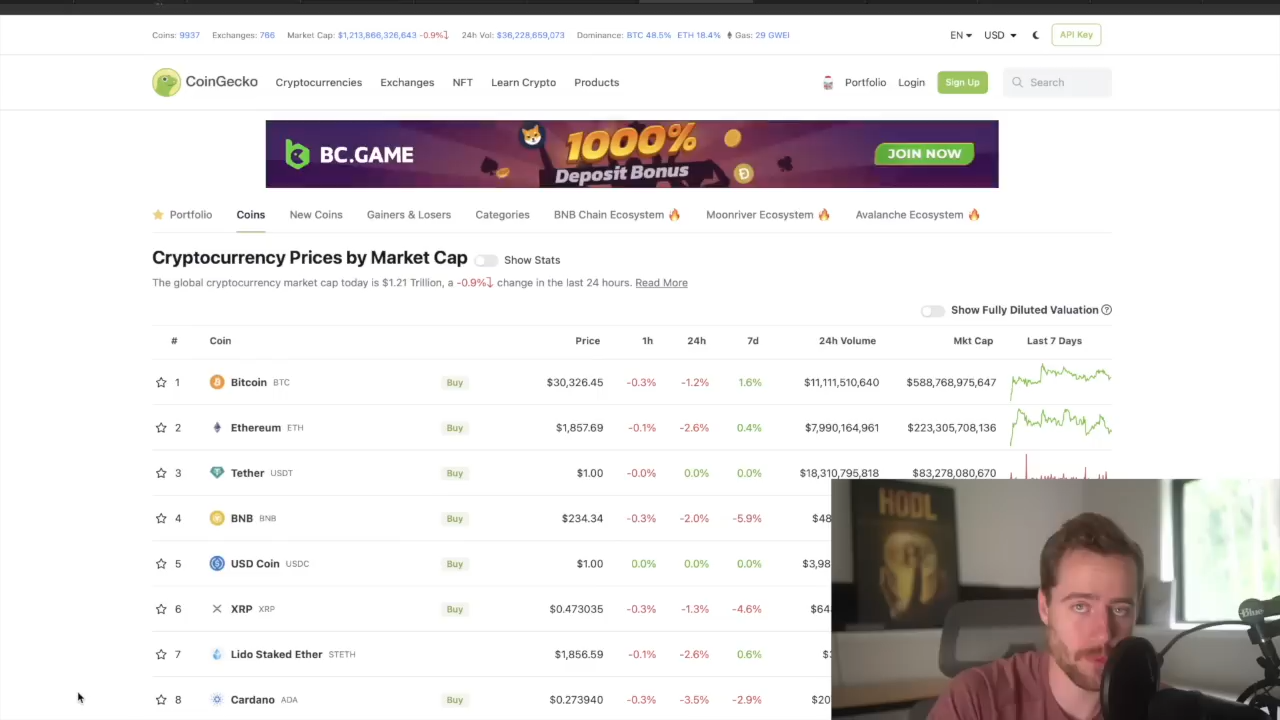 Coins: 9937 Exchanges: 766 Market Cap: $1,213,866,326,643 -0.9% 24h Vol: $36,228,659,073 Dominance: BTC 48.5% ETH 18.4% Gas: 29 GWEI EN USD API Key
CoinGecko Cryptocurrencies Exchanges NFT Learn Crypto Products Portfolio Login Sign Up Search
BC.GAME 1000% Deposit Bonus JOIN NOW
Portfolio Coins New Coins Gainers & Losers Categories BNB Chain Ecosystem Moonriver Ecosystem Avalanche Ecosystem
Cryptocurrency Prices by Market Cap Show Stats
The global cryptocurrency market cap today is $1.21 Trillion, a -0.9% change in the last 24 hours. Read More
Show Fully Diluted Valuation
# Coin Price 1h 24h 7d 24h Volume Mkt Cap Last 7 Days
1 Bitcoin BTC Buy $30,326.45 -0.3% -1.2% 1.6% $11,111,510,640 $588,768,975,647
2 Ethereum ETH Buy $1,857.69 -0.1% -2.6% 0.4% $7,990,164,961 $223,305,708,136
3 Tether USDT Buy $1.00 -0.0% 0.0% 0.0% $18,310,795,818 $83,278,080,670
4 BNB BNB Buy $234.34 -0.3% -2.0% -5.9% $48
5 USD Coin USDC Buy $1.00 0.0% 0.0% 0.0% $3,98
6 XRP XRP Buy $0.473035 -0.3% -1.3% -4.6% $64
7 Lido Staked Ether STETH $1,856.59 -0.1% -2.6% 0.6% $
8 Cardano ADA Buy $0.273940 -0.3% -3.5% -2.9% $20
HODL
Blue